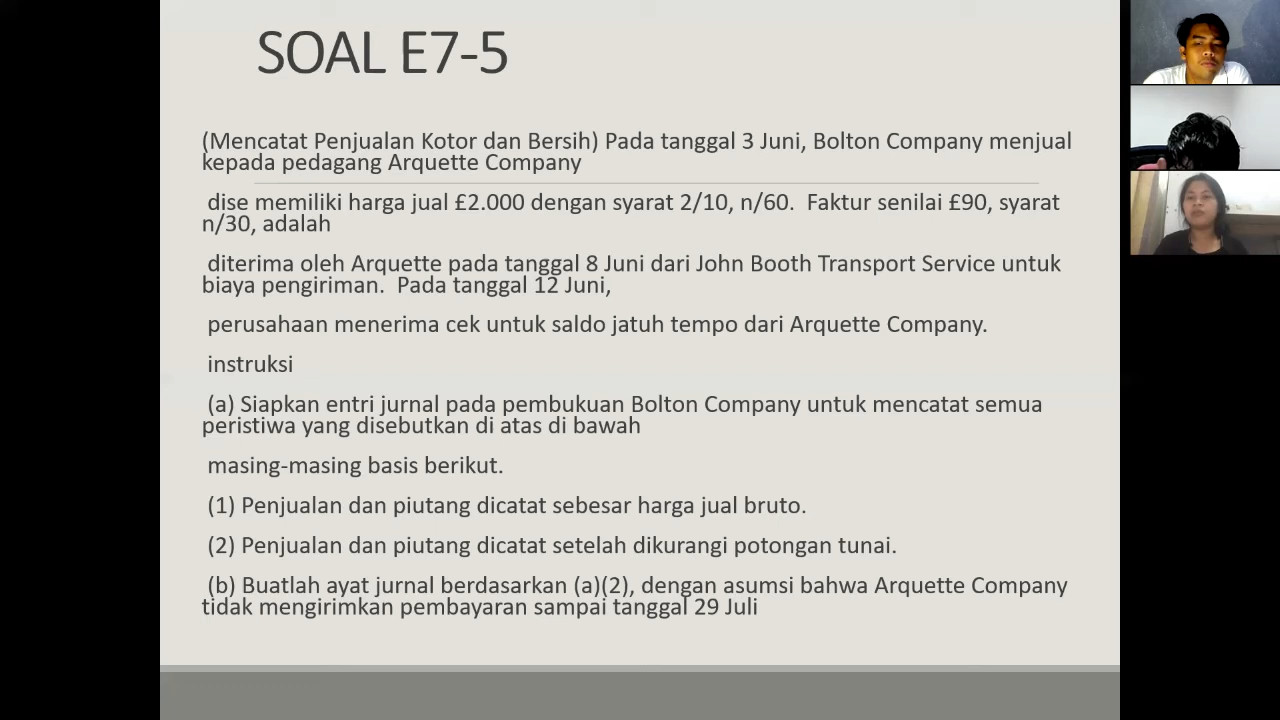 SOAL E7-5
(Mencatat Penjualan Kotor dan Bersih) Pada tanggal 3 Juni, Bolton Company menjual
kepada pedagang Arquette Company
dise memiliki harga jual £2.000 dengan syarat 2/10, n/60. Faktur senilai £90, syarat
n/30, adalah
diterima oleh Arquette pada tanggal 8 Juni dari John Booth Transport Service untuk
biaya pengiriman. Pada tanggal 12 Juni,
perusahaan menerima cek untuk saldo jatuh tempo dari Arquette Company.
instruksi
(a) Siapkan entri jurnal pada pembukuan Bolton Company untuk mencatat semua
peristiwa yang disebutkan di atas di bawah
masing-masing basis berikut.
(1) Penjualan dan piutang dicatat sebesar harga jual bruto.
(2) Penjualan dan piutang dicatat setelah dikurangi potongan tunai.
(b) Buatlah ayat jurnal berdasarkan (a)(2), dengan asumsi bahwa Arquette Company
tidak mengirimkan pembayaran sampai tanggal 29 Juli